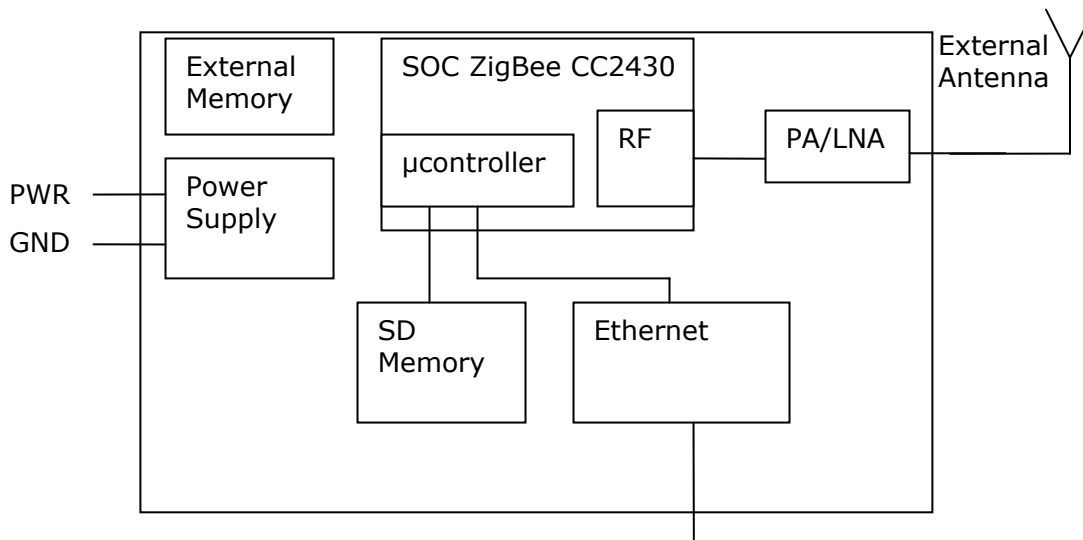 External
Memory
SOC ZigBee CC2430
External
Antenna
RF
PA/LNA
µcontroller
PWR
GND
Power
Supply
SD
Memory
Ethernet